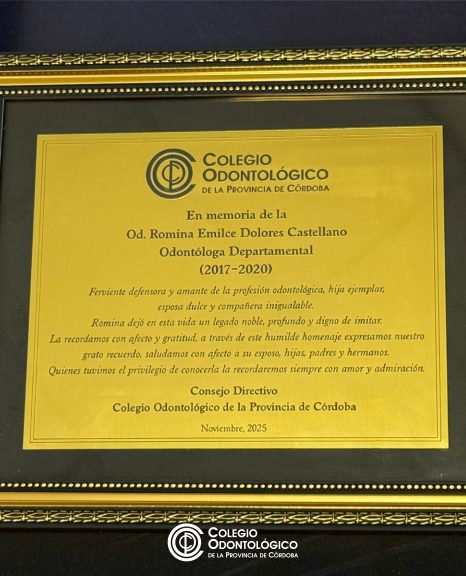 COLEGIO
ODONTOLÓGICO
DE LA PROVINCIA DE CÓRDOBA
En memoria de la
Od. Romina Emilce Dolores Castellano
Odontóloga Departamental
(2017-2020)
Ferviente defensora y amante de la profesión odontológica, hija ejemplar,
esposa dulce y compañera inigualable.
Romina dejó en esta vida un legado noble, profundo y digno de imitar.
La recordamos con afecto y gratitud, a través de este humilde homenaje expresamos nuestro
grato recuerdo, saludamos con afecto a su esposo, hijas, padres y hermanos.
Quienes tuvimos el privilegio de conocerla la recordaremos siempre con amor y admiración.
Consejo Directivo
Colegio Odontológico de la Provincia de Córdoba
Noviembre, 2025
COLEGIO
ODONTOLÓGICO
DE LA PROVINCIA DE CÓRDOBA